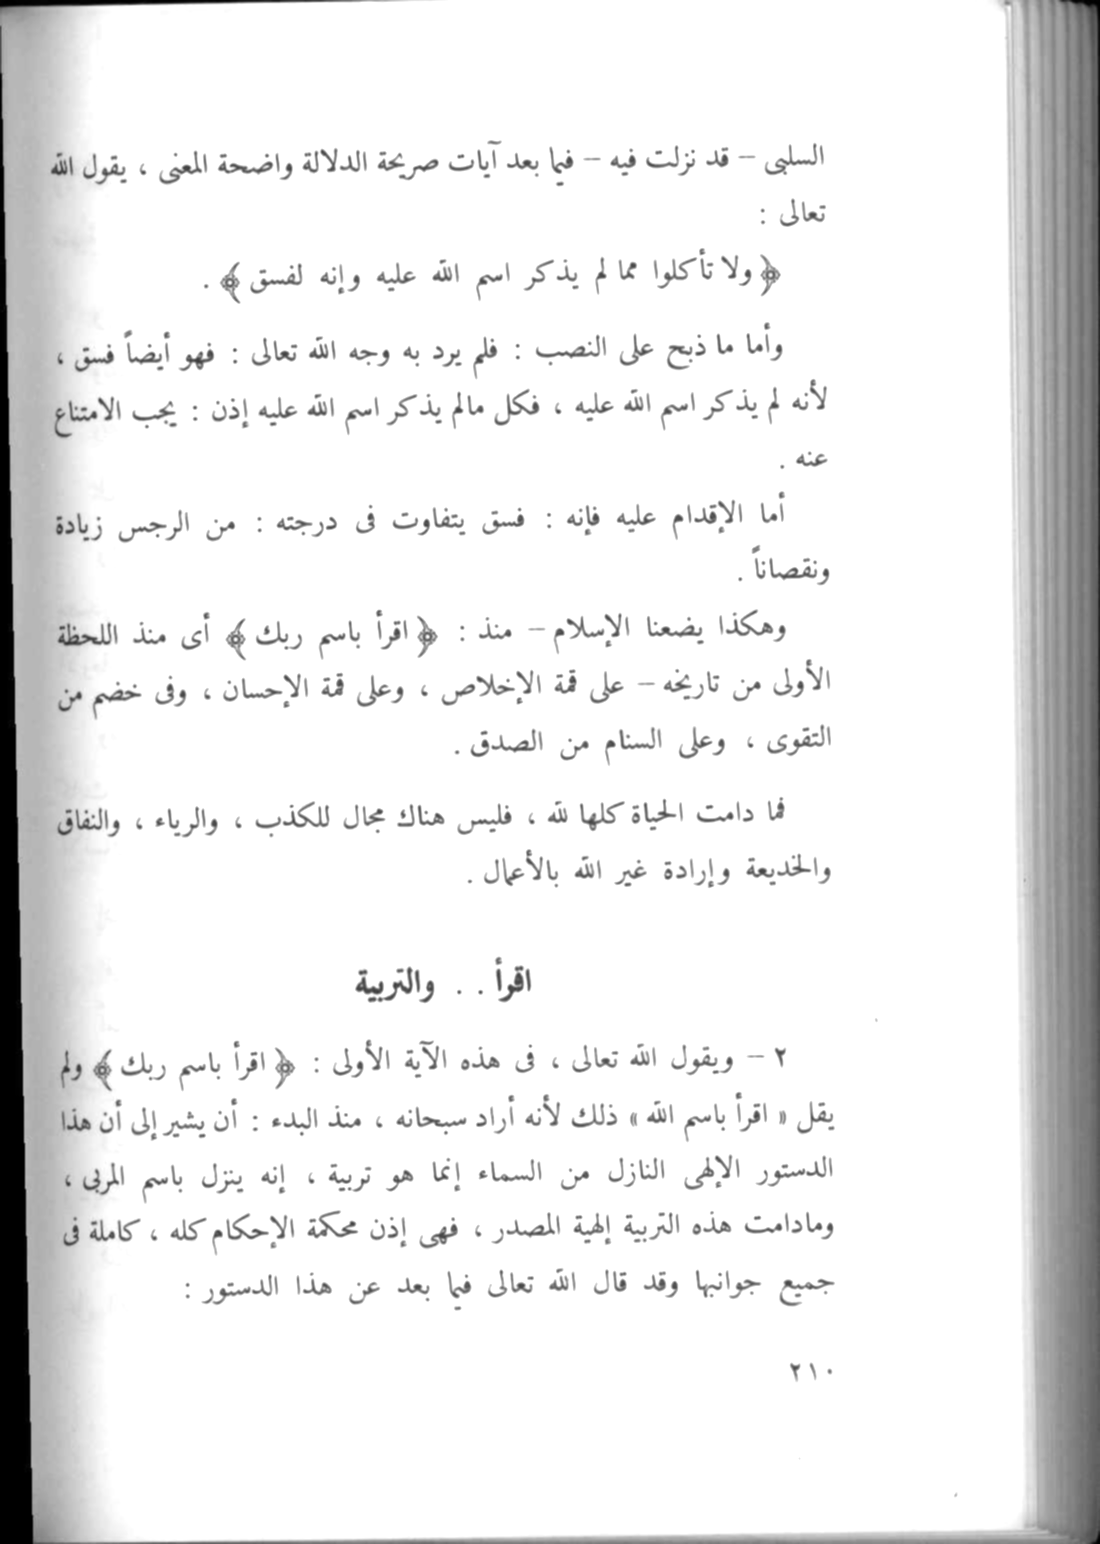 السلبى – قد نزلت فيه – فيما بعد آيات صريحة الدلالة واضحة المعنى ، يقول الله
تعالى :
﴿ ولا تأكلوا مما لم يذكر اسم الله عليه وإنه لفسق ﴾ .
وأما ما ذبح على النصب : فلم يرد به وجه الله تعالى : فهو أيضاً فسق ،
لأنه لم يذكر اسم الله عليه ، فكل مالم يذكر اسم الله عليه إذن : يجب الامتناع
عنه .
أما الإقدام عليه فإنه : فسق يتفاوت فى درجته : من الرجس زيادة
ونقصاناً .
وهكذا يضعنا الإسلام – منذ : ﴿ اقرأ باسم ربك ﴾ أى منذ اللحظة
الأولى من تاريخه – على قمة الإخلاص ، وعلى قمة الإحسان ، وفى خضم من
التقوى ، وعلى السنام من الصدق .
فما دامت الحياة كلها لله ، فليس هناك مجال للكذب ، والرياء ، والنفاق
والخديعة وإرادة غير الله بالأعمال .
اقرأ . . والتربية
٢ – ويقول الله تعالى ، فى هذه الآية الأولى : ﴿ اقرأ باسم ربك ﴾ ولم
يقل « اقرأ باسم الله » ذلك لأنه أراد سبحانه ، منذ البدء : أن يشير إلى أن هذا
الدستور الإلهى النازل من السماء إنما هو تربية ، إنه ينزل باسم المربى ،
ومادامت هذه التربية إلهية المصدر ، فهى إذن محكمة الإحكام كله ، كاملة فى
جميع جوانبها وقد قال الله تعالى فيما بعد عن هذا الدستور :
٢١٠